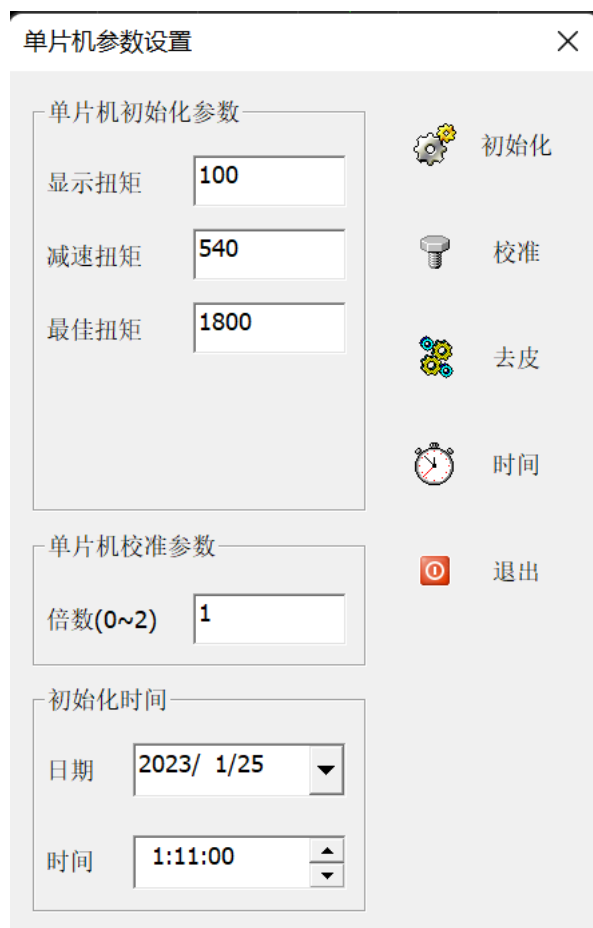 单片机参数设置
单片机初始化参数
显示扭矩 100
减速扭矩 540
最佳扭矩 1800
单片机校准参数
倍数(0~2) 1
初始化时间
日期 2023/ 1/25
时间 1:11:00
初始化
校准
去皮
时间
退出